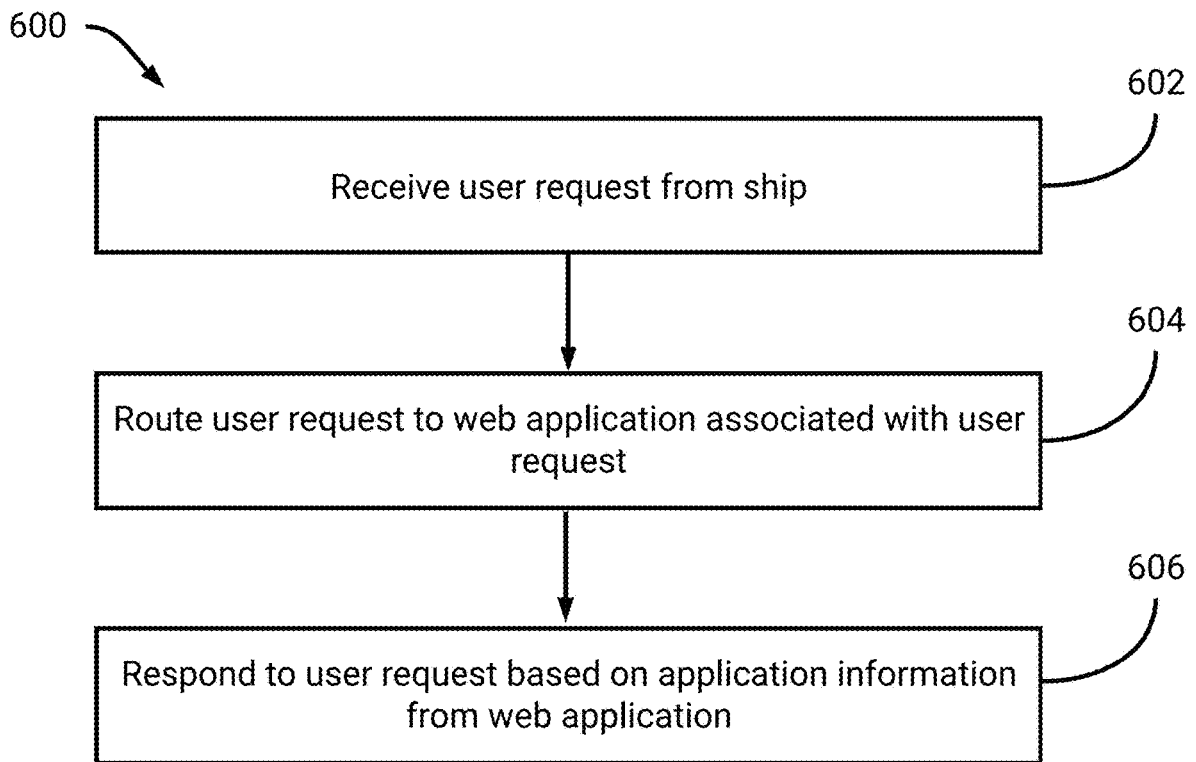 600
602
Receive user request from ship
604
Route user request to web application associated with user
request
606
Respond to user request based on application information
from web application